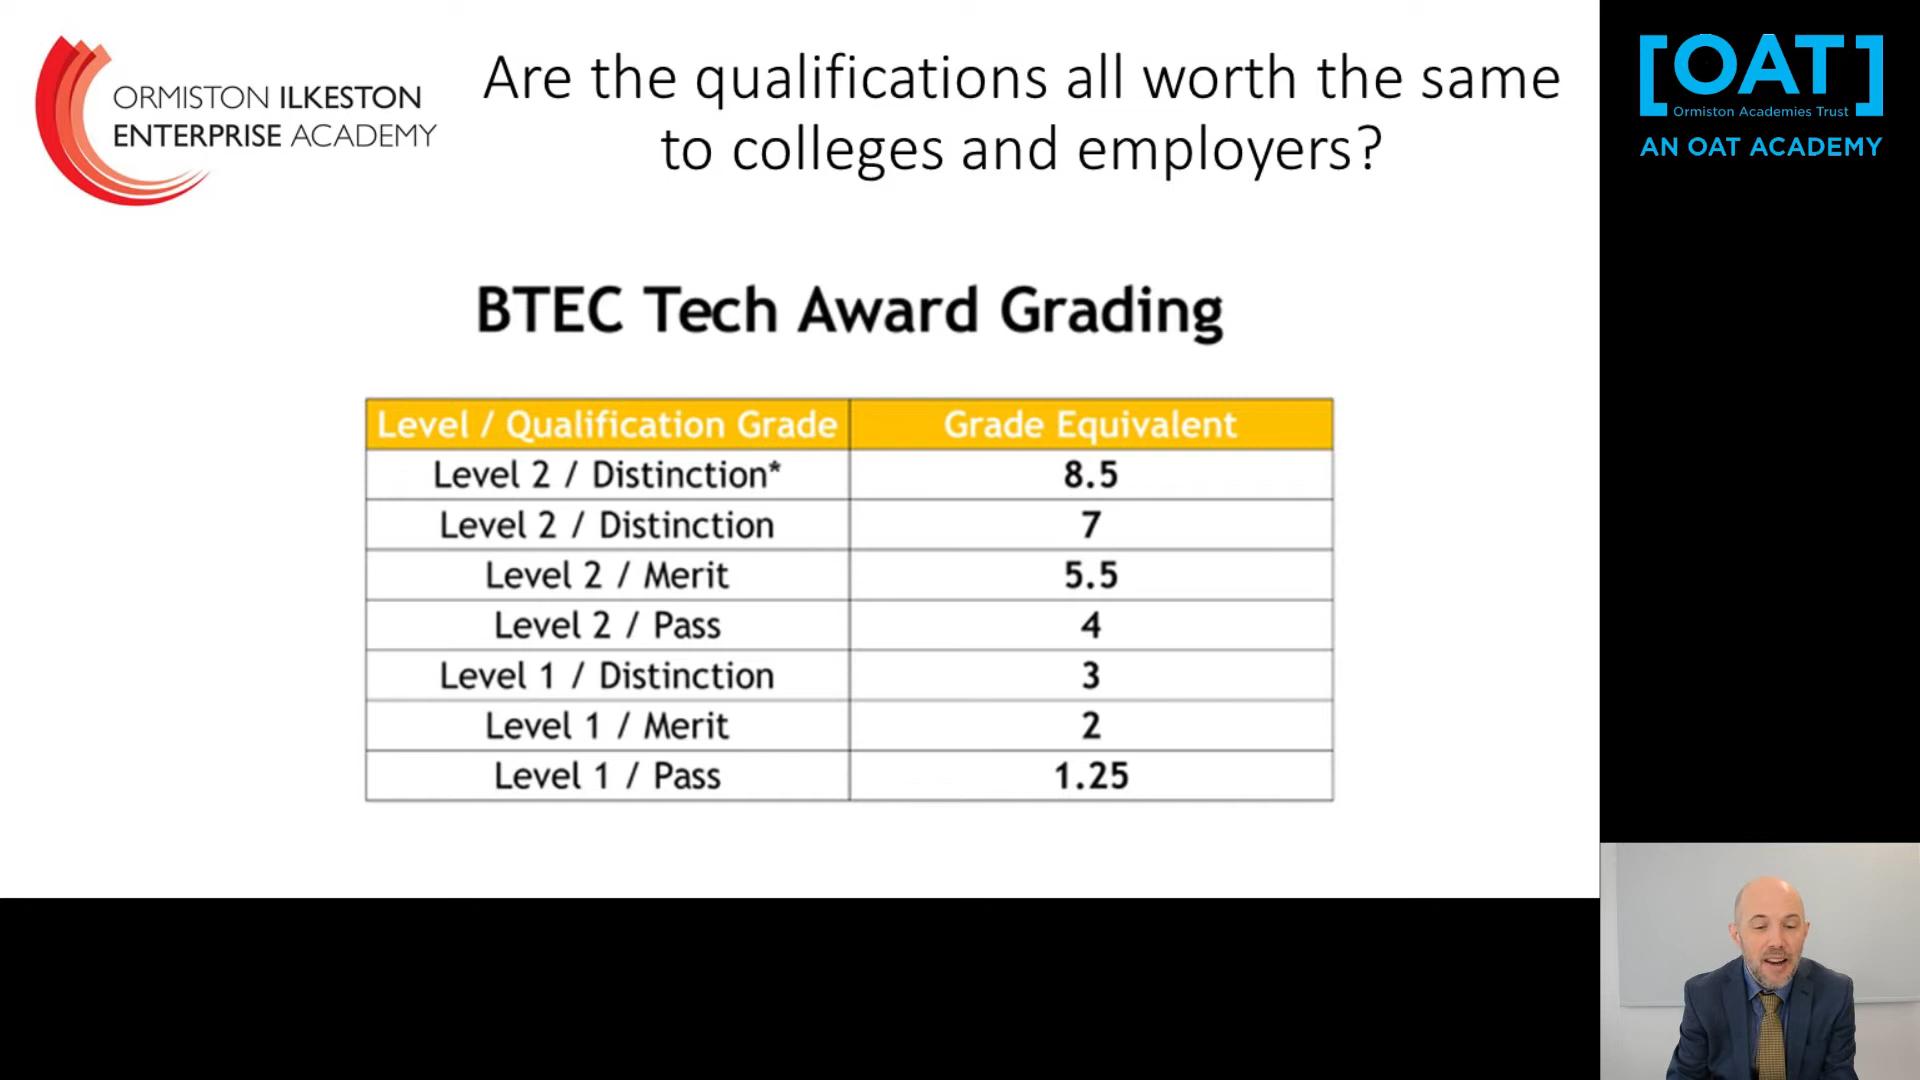 ORMISTON ILKESTON
ENTERPRISE ACADEMY
Are the qualifications all worth the same
to colleges and employers?
[OAT]
Ormiston Academies Trust
AN OAT ACADEMY
BTEC Tech Award Grading
Level / Qualification Grade Grade Equivalent
Level 2 / Distinction* 8.5
Level 2 / Distinction 7
Level 2 / Merit 5.5
Level 2 / Pass 4
Level 1 / Distinction 3
Level 1 / Merit 2
Level 1 / Pass 1.25